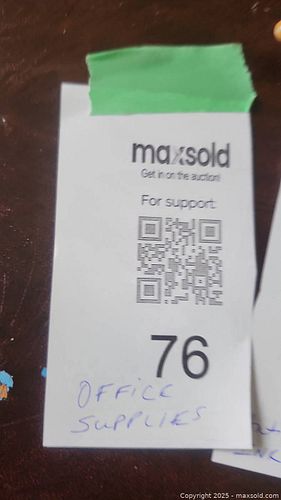 maxsold
Get in on the auction!
For support:
76
OFFICE
SUPPLIES
Copyright 2025 - maxsold.com